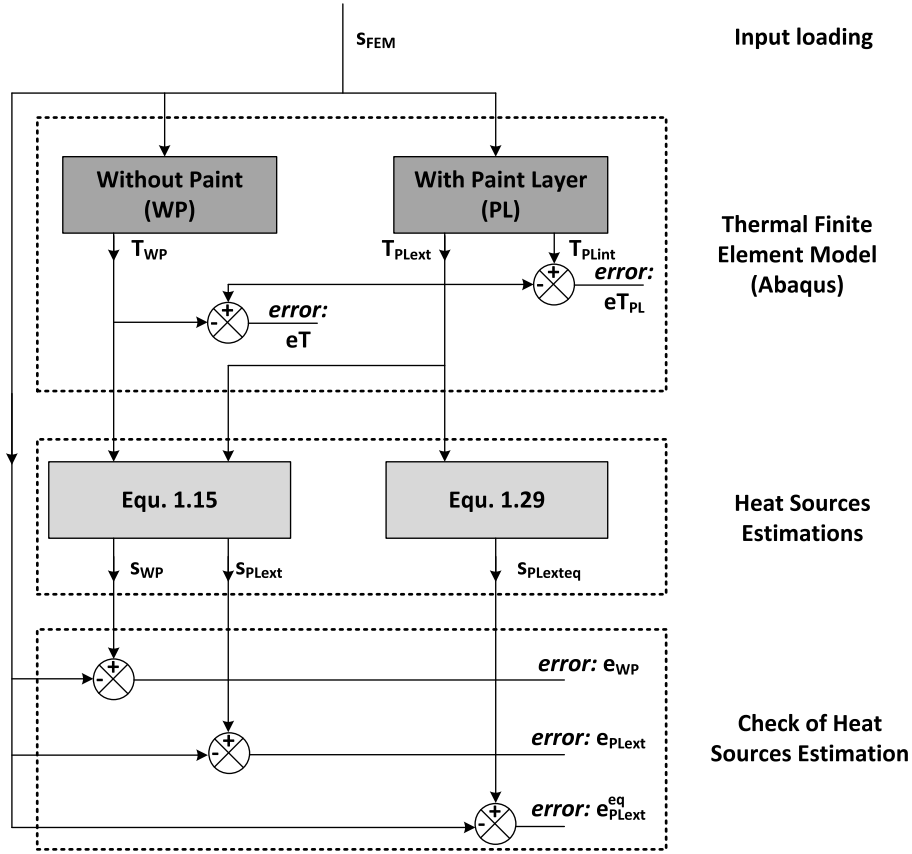 s_FEM
Input loading
Without Paint
(WP)
With Paint Layer
(PL)
T_WP
T_PLext
T_PLint
Thermal Finite
Element Model
(Abaqus)
+
-
error:
eT_PL
+
-
error:
eT
Equ. 1.15
Equ. 1.29
Heat Sources
Estimations
s_WP
s_PLext
s_PLexteq
+
-
error: e_WP
+
-
error: e_PLext
Check of Heat
Sources Estimation
+
-
error: e_PLext^eq